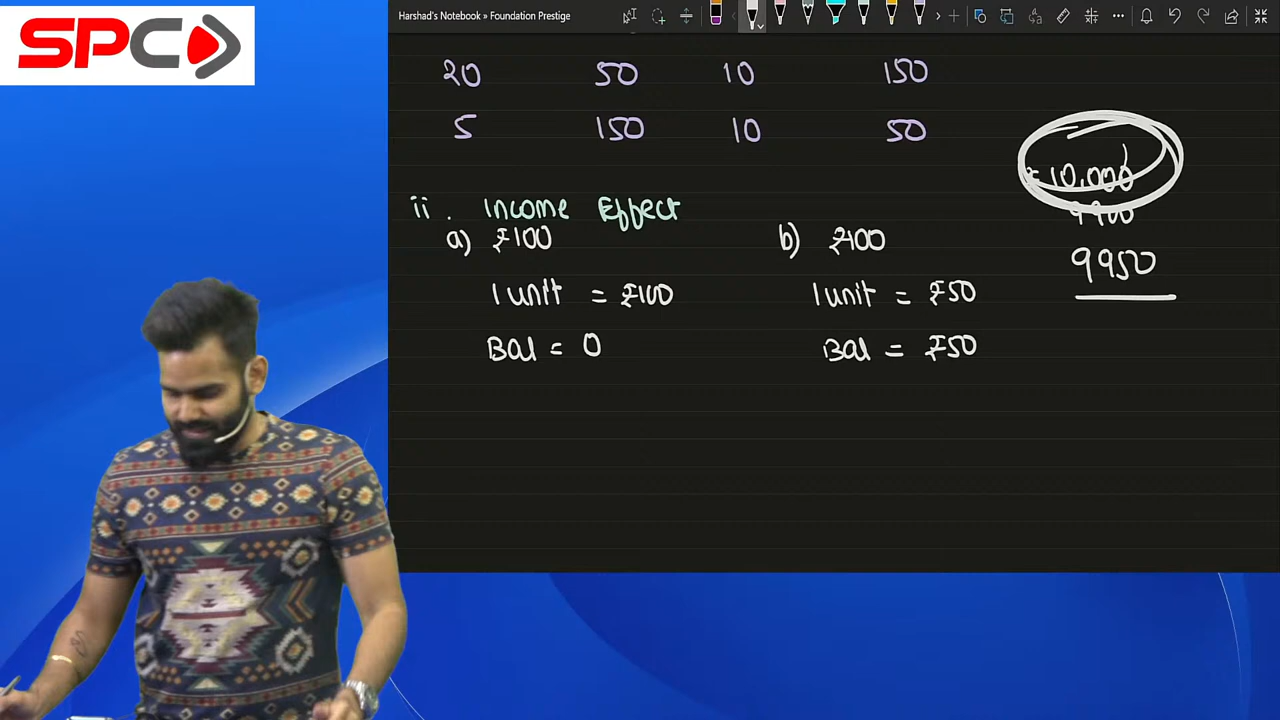 SPC
Harshad's Notebook » Foundation Prestige
20 50 10 150
5 150 10 50
= 10,000
9900
9950
ii. Income Effect
a) ₹100 b) ₹100
1 unit = ₹100 1 unit = ₹50
Bal = 0 Bal = ₹50